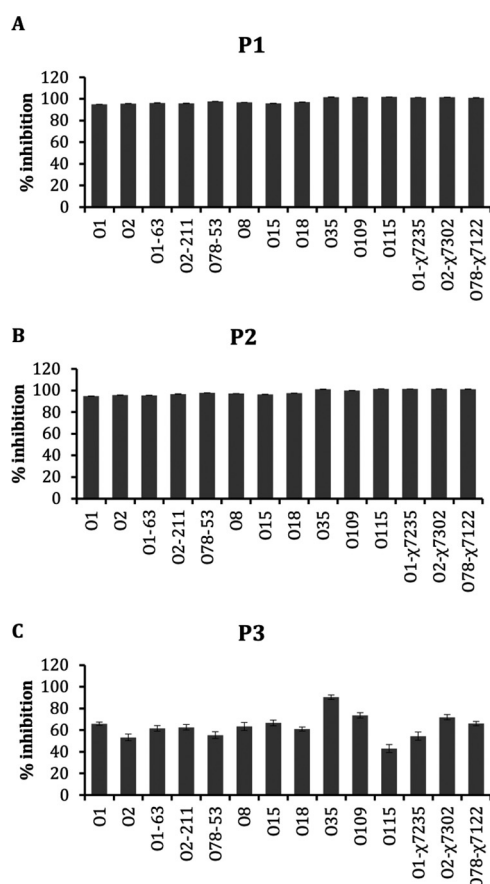 A
P1
% inhibition
120
100
80
60
40
20
0
O1
O2
O1-63
O2-211
O78-53
O8
O15
O18
O35
O109
O115
O1-χ7235
O2-χ7302
O78-χ7122
B
P2
% inhibition
120
100
80
60
40
20
0
O1
O2
O1-63
O2-211
O78-53
O8
O15
O18
O35
O109
O115
O1-χ7235
O2-χ7302
O78-χ7122
C
P3
% inhibition
120
100
80
60
40
20
0
O1
O2
O1-63
O2-211
O78-53
O8
O15
O18
O35
O109
O115
O1-χ7235
O2-χ7302
O78-χ7122